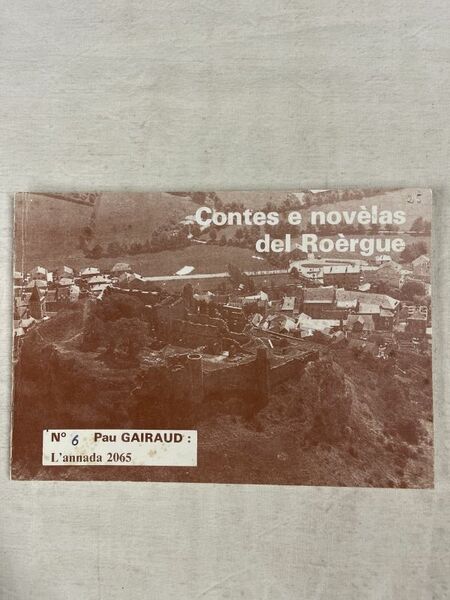 Contes e novèlas
del Roèrgue
N° 6 Pau GAIRAUD :
L'annada 2065